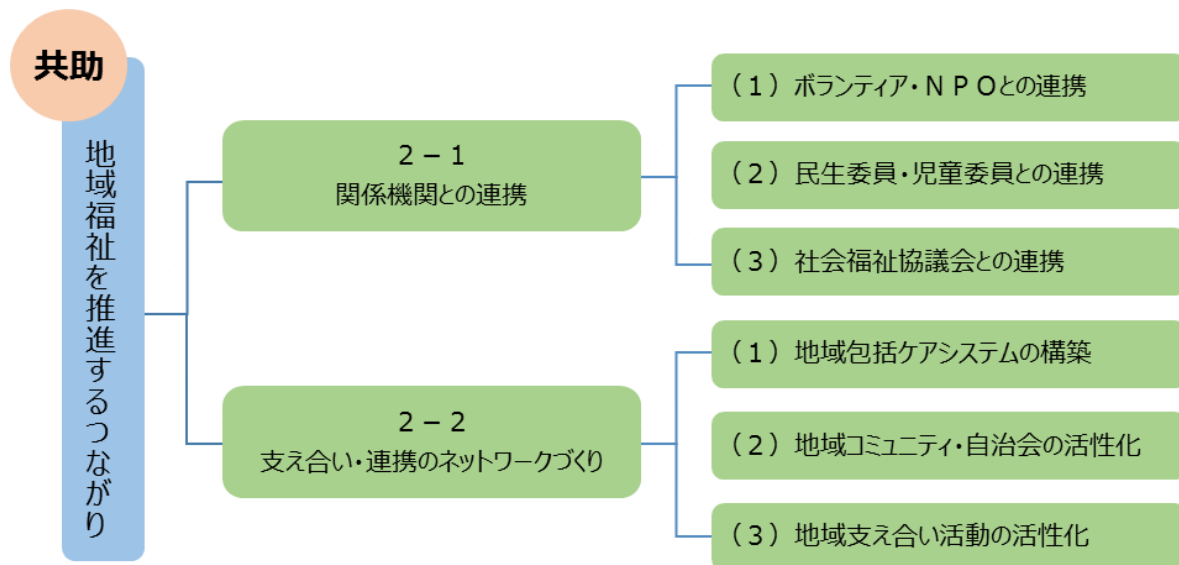 共助
地域福祉を推進するつながり
２－１
関係機関との連携
（１）ボランティア・ＮＰＯとの連携
（２）民生委員・児童委員との連携
（３）社会福祉協議会との連携
２－２
支え合い・連携のネットワークづくり
（１）地域包括ケアシステムの構築
（２）地域コミュニティ・自治会の活性化
（３）地域支え合い活動の活性化